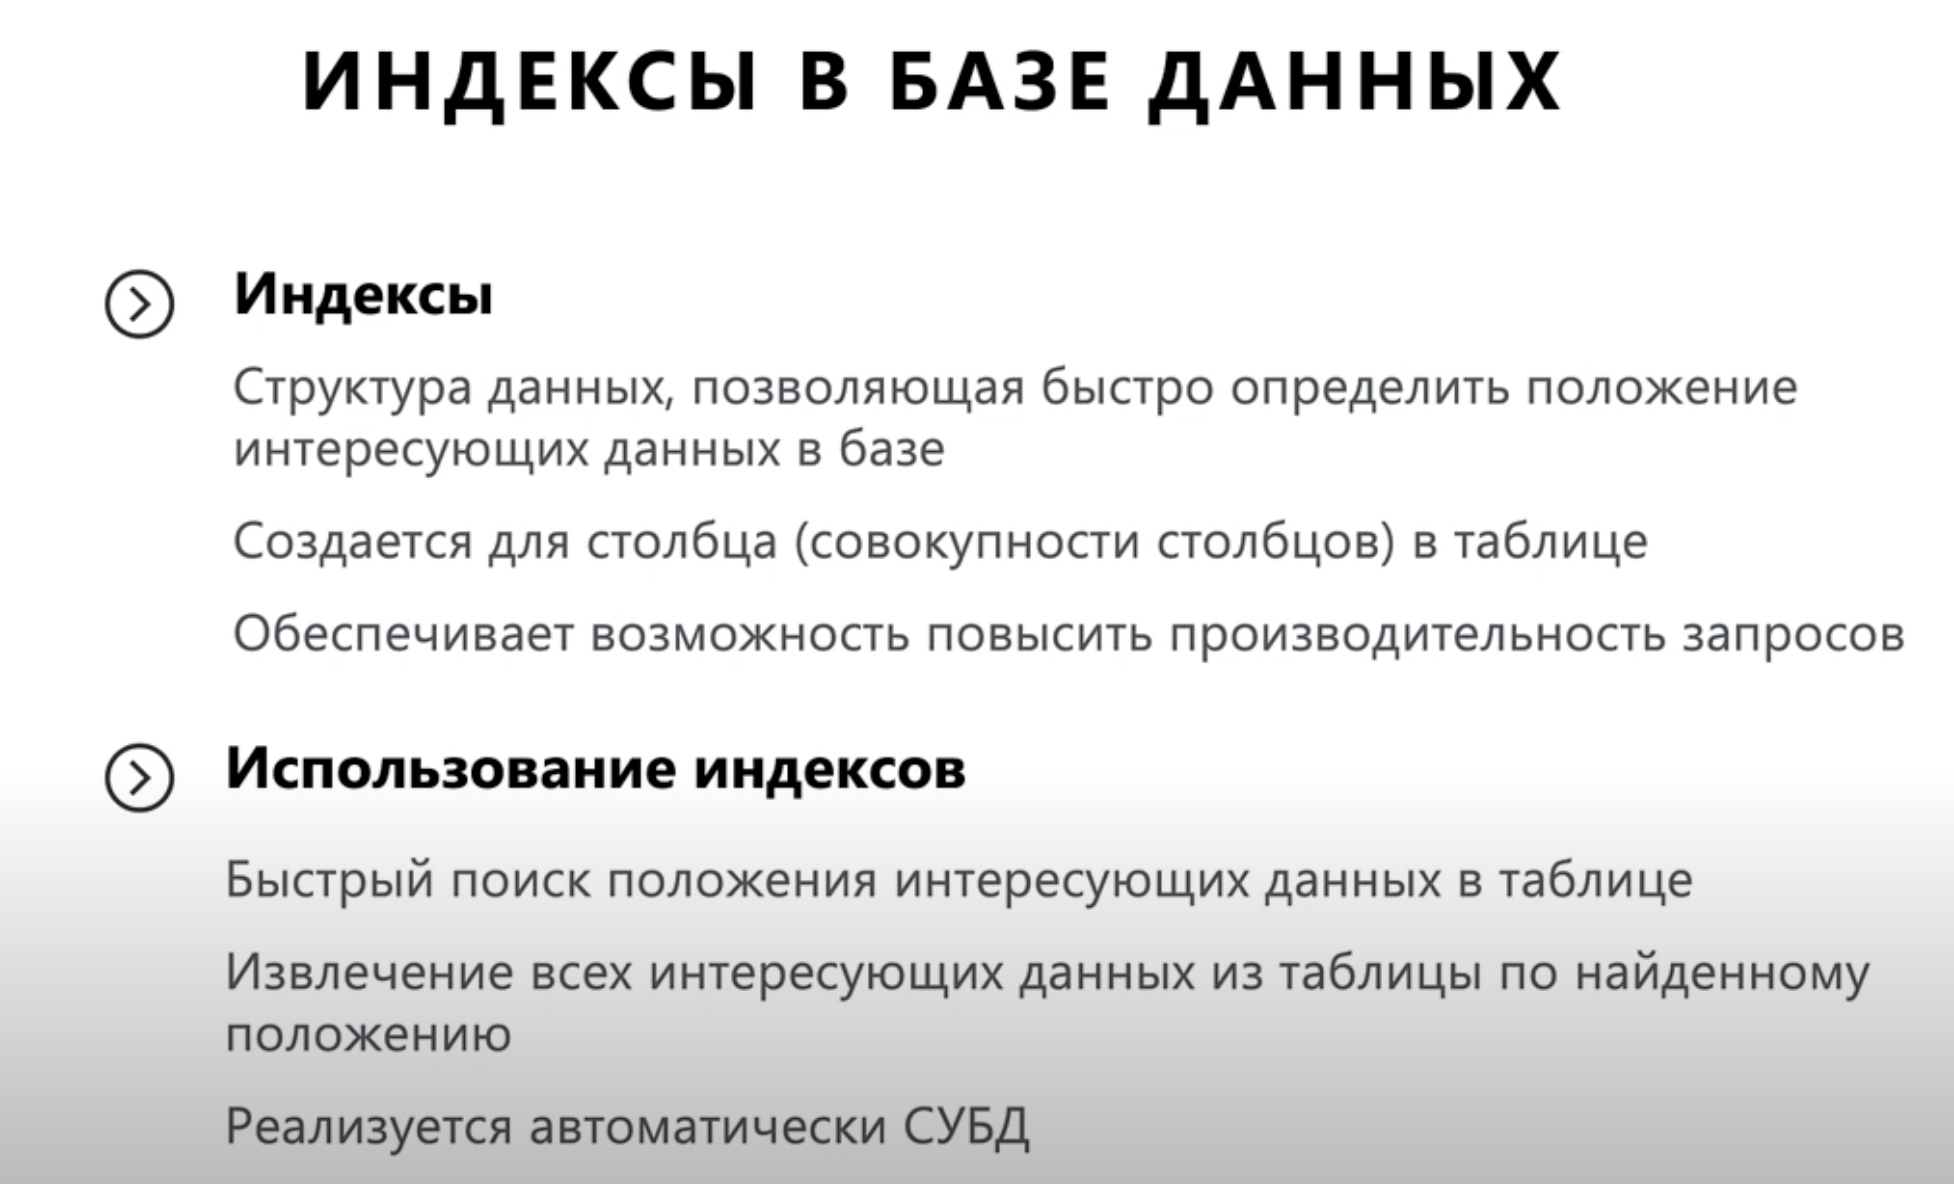 ИНДЕКСЫ В БАЗЕ ДАННЫХ
Индексы
Структура данных, позволяющая быстро определить положение
интересующих данных в базе
Создается для столбца (совокупности столбцов) в таблице
Обеспечивает возможность повысить производительность запросов
Использование индексов
Быстрый поиск положения интересующих данных в таблице
Извлечение всех интересующих данных из таблицы по найденному
положению
Реализуется автоматически СУБД